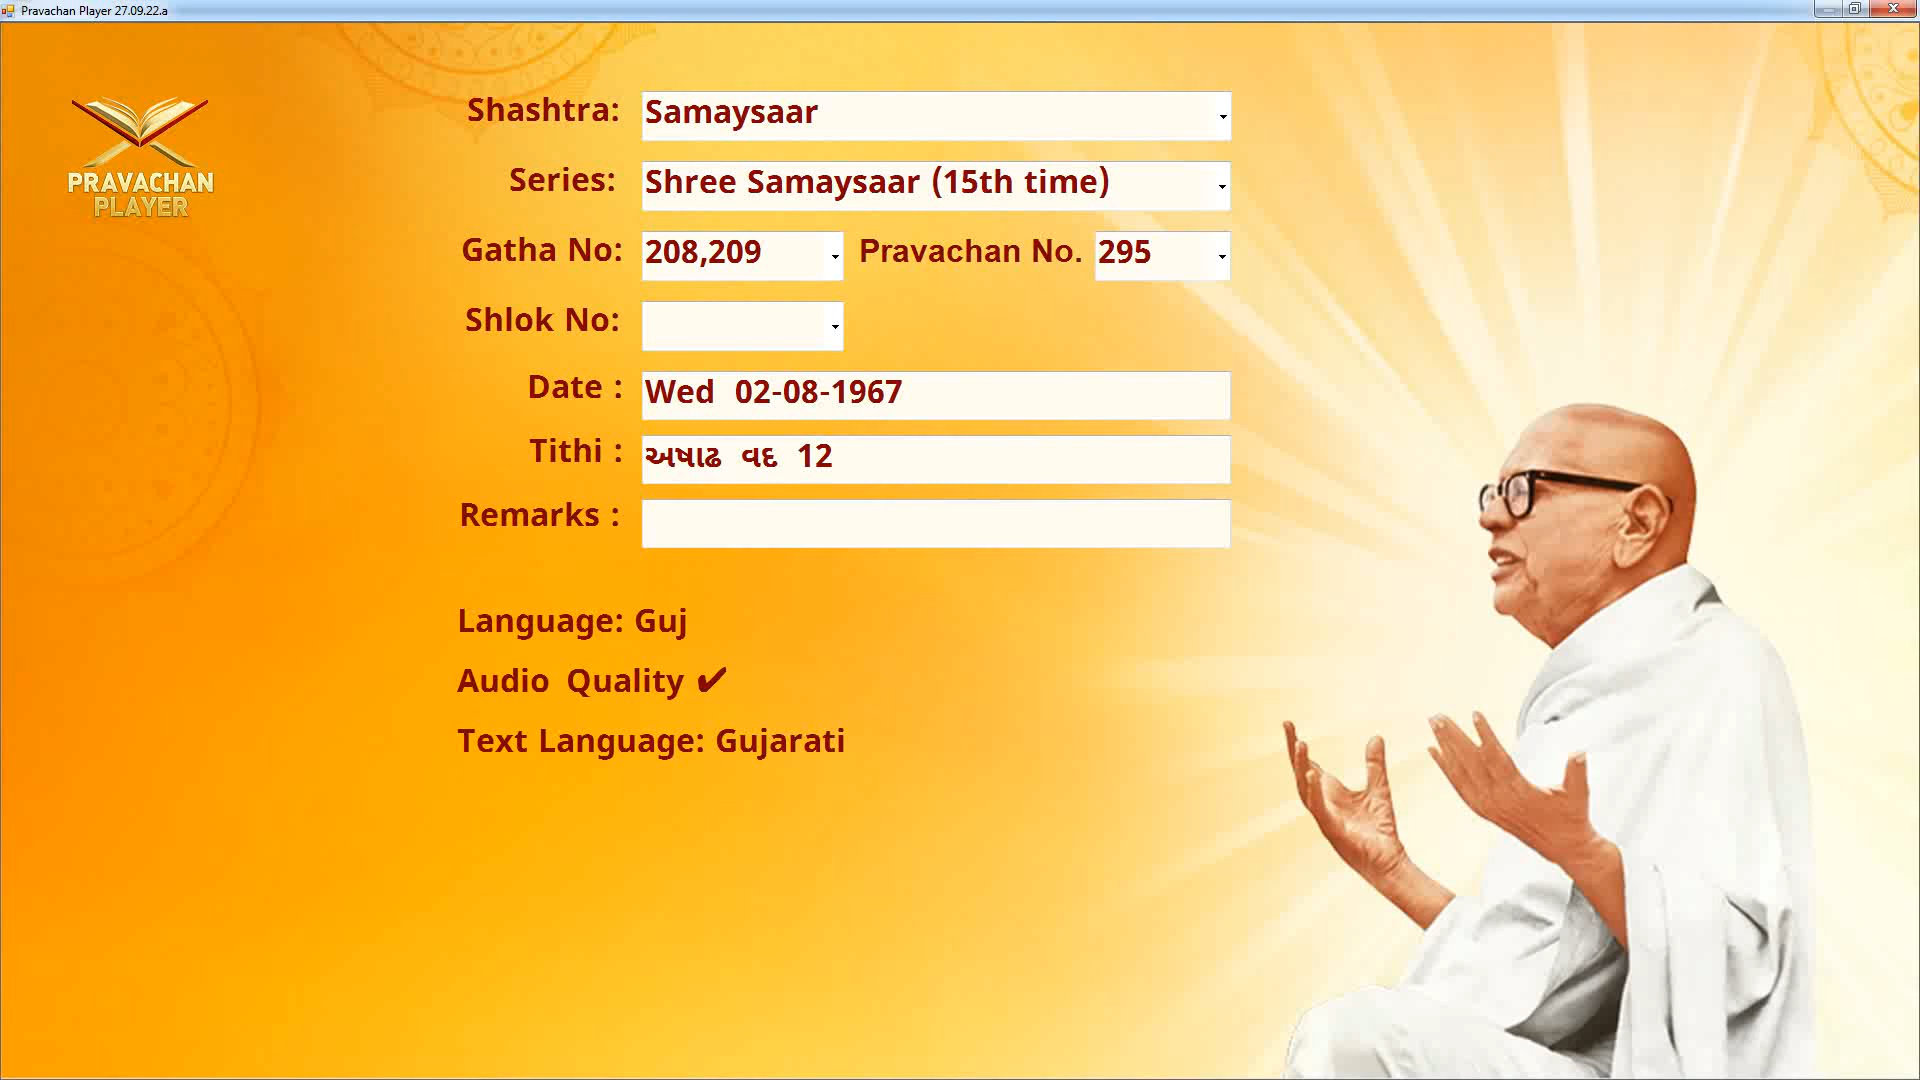 Pravachan Player 27.09.22.a
PRAVACHAN
PLAYER
Shashtra: Samaysaar
Series: Shree Samaysaar (15th time)
Gatha No: 208,209 Pravachan No. 295
Shlok No:
Date : Wed 02-08-1967
Tithi : અષાઢ વદ 12
Remarks :
Language: Guj
Audio Quality ✔
Text Language: Gujarati